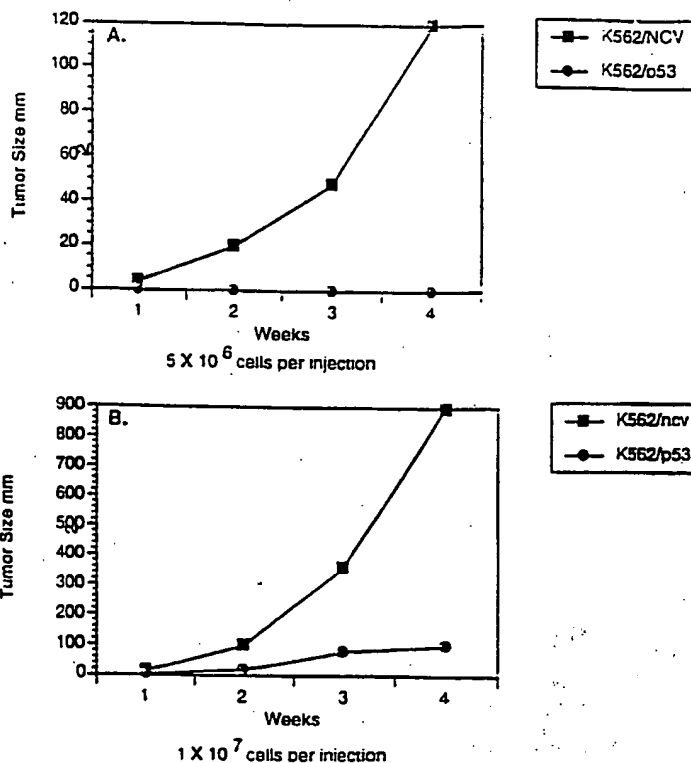 A.
Tumor Size mm 2
120
100
80
60
40
20
0
1 2 3 4
Weeks
5 X 10 6 cells per injection
K562/NCV
K562/p53
B.
Tumor Size mm 2
900
800
700
600
500
400
300
200
100
0
1 2 3 4
Weeks
1 X 10 7 cells per injection
K562/ncv
K562/p53